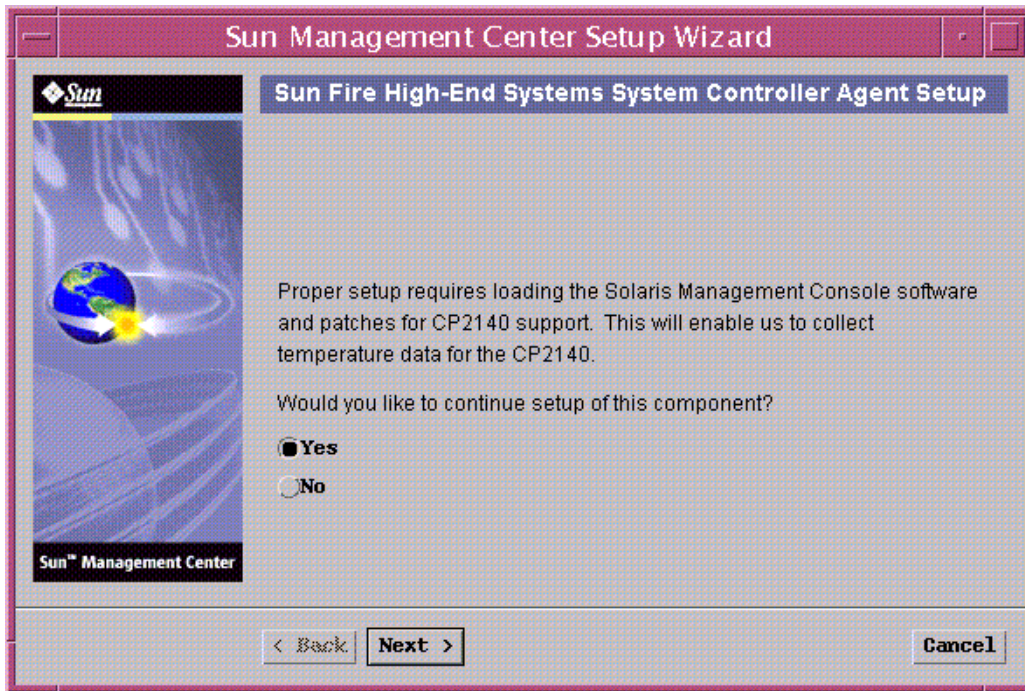 Sun Management Center Setup Wizard
Sun
Sun Fire High-End Systems System Controller Agent Setup
Proper setup requires loading the Solaris Management Console software
and patches for CP2140 support. This will enable us to collect
temperature data for the CP2140.
Would you like to continue setup of this component?
Yes
No
Sun™ Management Center
< Back
Next >
Cancel